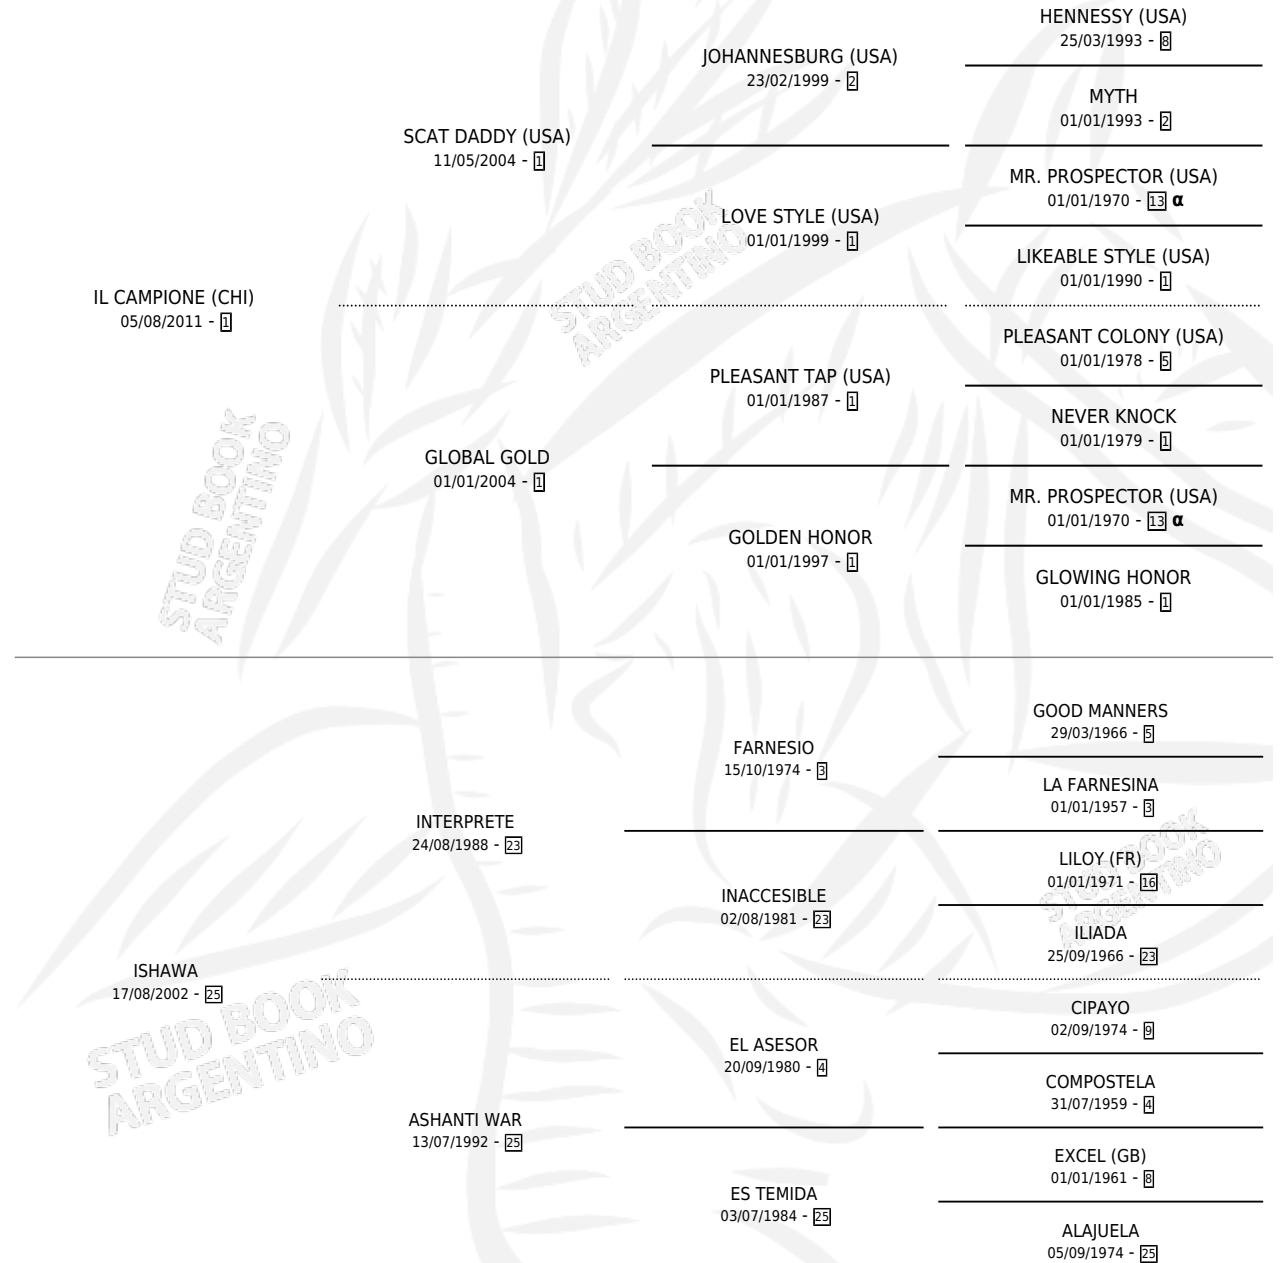 HENNESSY (USA)
25/03/1993 - 8
JOHANNESBURG (USA)
23/02/1999 - 2
MYTH
01/01/1993 - 2
SCAT DADDY (USA)
11/05/2004 - 1
MR. PROSPECTOR (USA)
01/01/1970 - 13 α
LOVE STYLE (USA)
01/01/1999 - 1
LIKEABLE STYLE (USA)
01/01/1990 - 1
IL CAMPIONE (CHI)
05/08/2011 - 1
PLEASANT COLONY (USA)
01/01/1978 - 5
PLEASANT TAP (USA)
01/01/1987 - 1
NEVER KNOCK
01/01/1979 - 1
GLOBAL GOLD
01/01/2004 - 1
MR. PROSPECTOR (USA)
01/01/1970 - 13 α
GOLDEN HONOR
01/01/1997 - 1
GLOWING HONOR
01/01/1985 - 1
STUD BOOK
ARGENTINO
STUD BOOK
ARGENTINO
GOOD MANNERS
29/03/1966 - 5
FARNESIO
15/10/1974 - 3
LA FARNESINA
01/01/1957 - 3
INTERPRETE
24/08/1988 - 23
LILOY (FR)
01/01/1971 - 16
INACCESIBLE
02/08/1981 - 23
ILIADA
25/09/1966 - 23
ISHAWA
17/08/2002 - 25
CIPAYO
02/09/1974 - 9
EL ASESOR
20/09/1980 - 4
COMPOSTELA
31/07/1959 - 4
ASHANTI WAR
13/07/1992 - 25
EXCEL (GB)
01/01/1961 - 8
ES TEMIDA
03/07/1984 - 25
ALAJUELA
05/09/1974 - 25
STUD BOOK
ARGENTINO
STUD BOOK
ARGENTINO